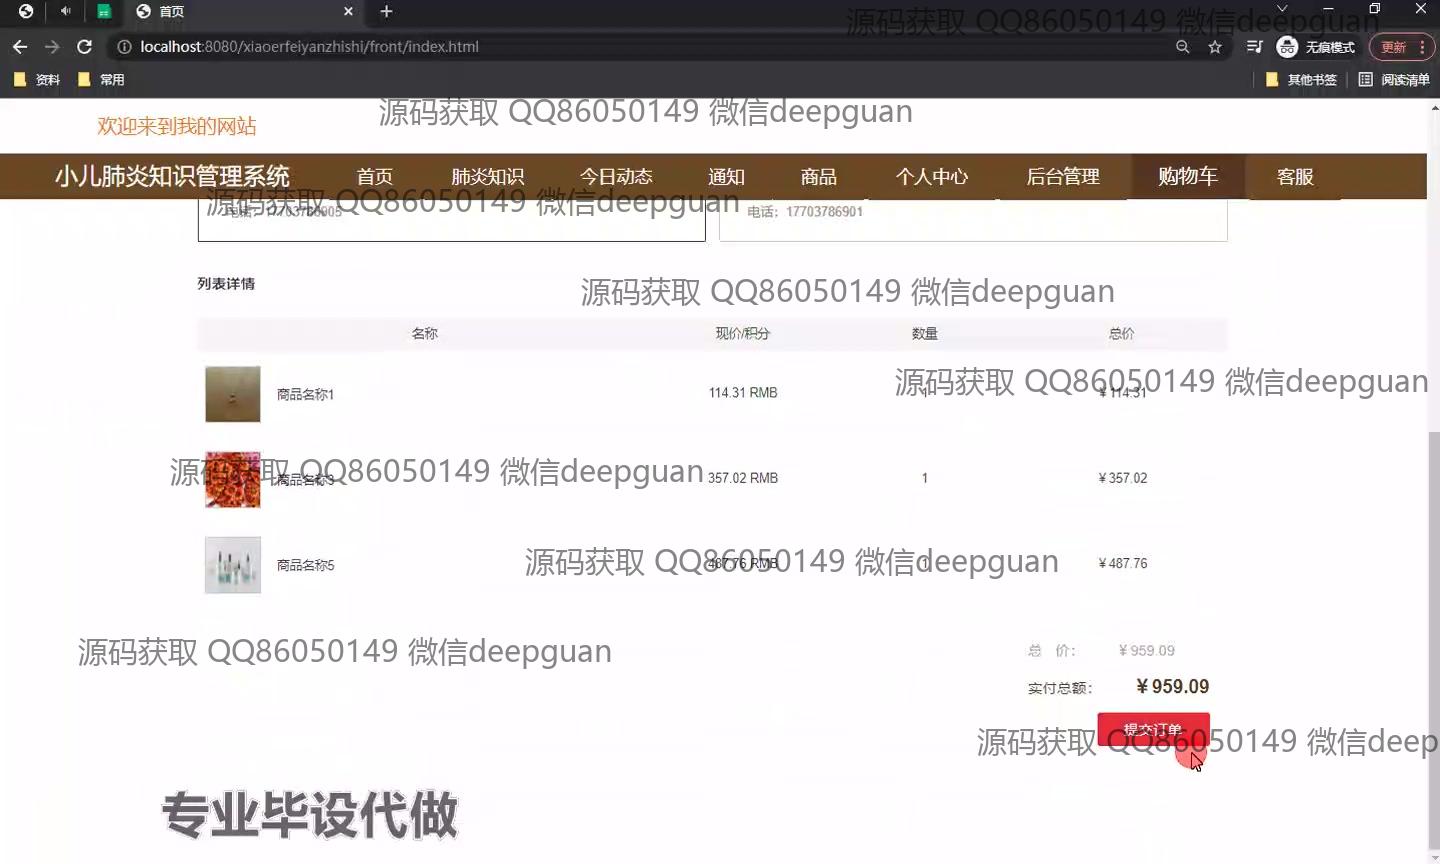 首页
源码获取 QQ86050149 微信deepguan
localhost:8080/xiaoerfeiyanzhishi/front/index.html
无痕模式
更新
资料
常用
其他书签
阅读清单
源码获取 QQ86050149 微信deepguan
欢迎来到我的网站
小儿肺炎知识管理系统
首页
肺炎知识
今日动态
通知
商品
个人中心
后台管理
购物车
客服
源码获取 QQ86050149 微信deepguan
电话:17703786905
电话:17703786901
列表详情
源码获取 QQ86050149 微信deepguan
名称
现价/积分
数量
总价
源码获取 QQ86050149 微信deepguan
商品名称1
114.31 RMB
1
¥114.31
源码获取 QQ86050149 微信deepguan
商品名称3
357.02 RMB
1
¥357.02
源码获取 QQ86050149 微信deepguan
商品名称5
487.76 RMB
1
¥487.76
源码获取 QQ86050149 微信deepguan
总 价: ¥959.09
实付总额: ¥959.09
提交订单
源码获取 QQ86050149 微信deep
专业毕设代做